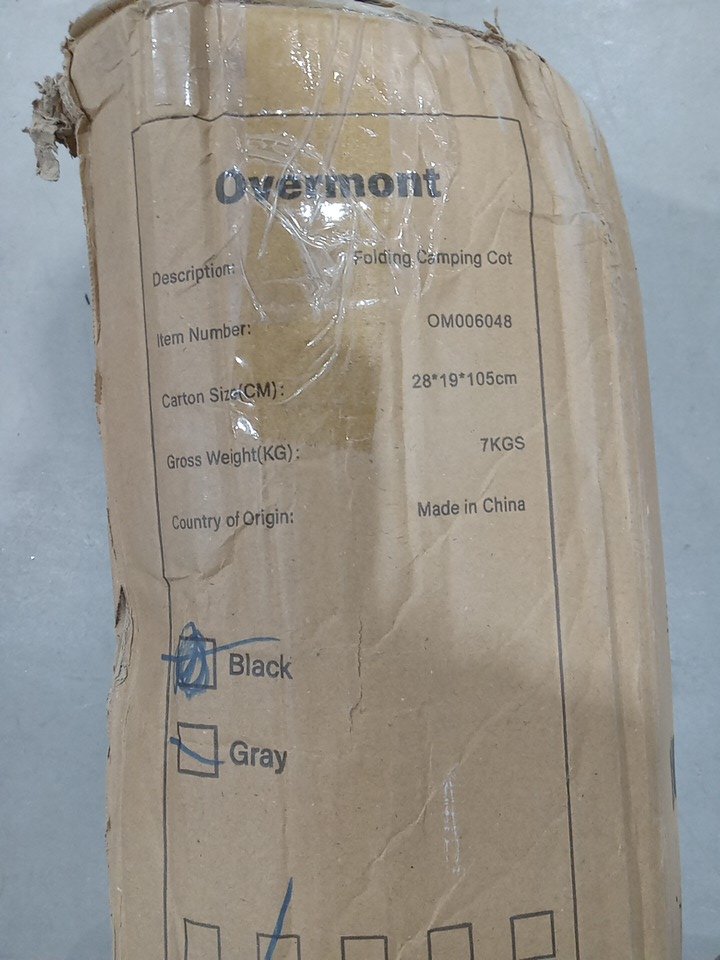 Overmont
Description: Folding Camping Cot
Item Number: OM006048
Carton Size(CM): 28*19*105cm
Gross Weight(KG): 7KGS
Country of Origin: Made in China
Black
Gray